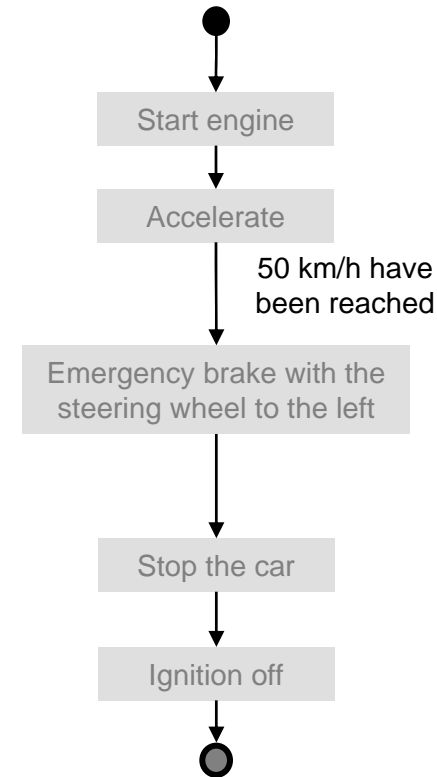 Start engine
Accelerate
50 km/h have
been reached
Emergency brake with the
steering wheel to the left
Stop the car
Ignition off